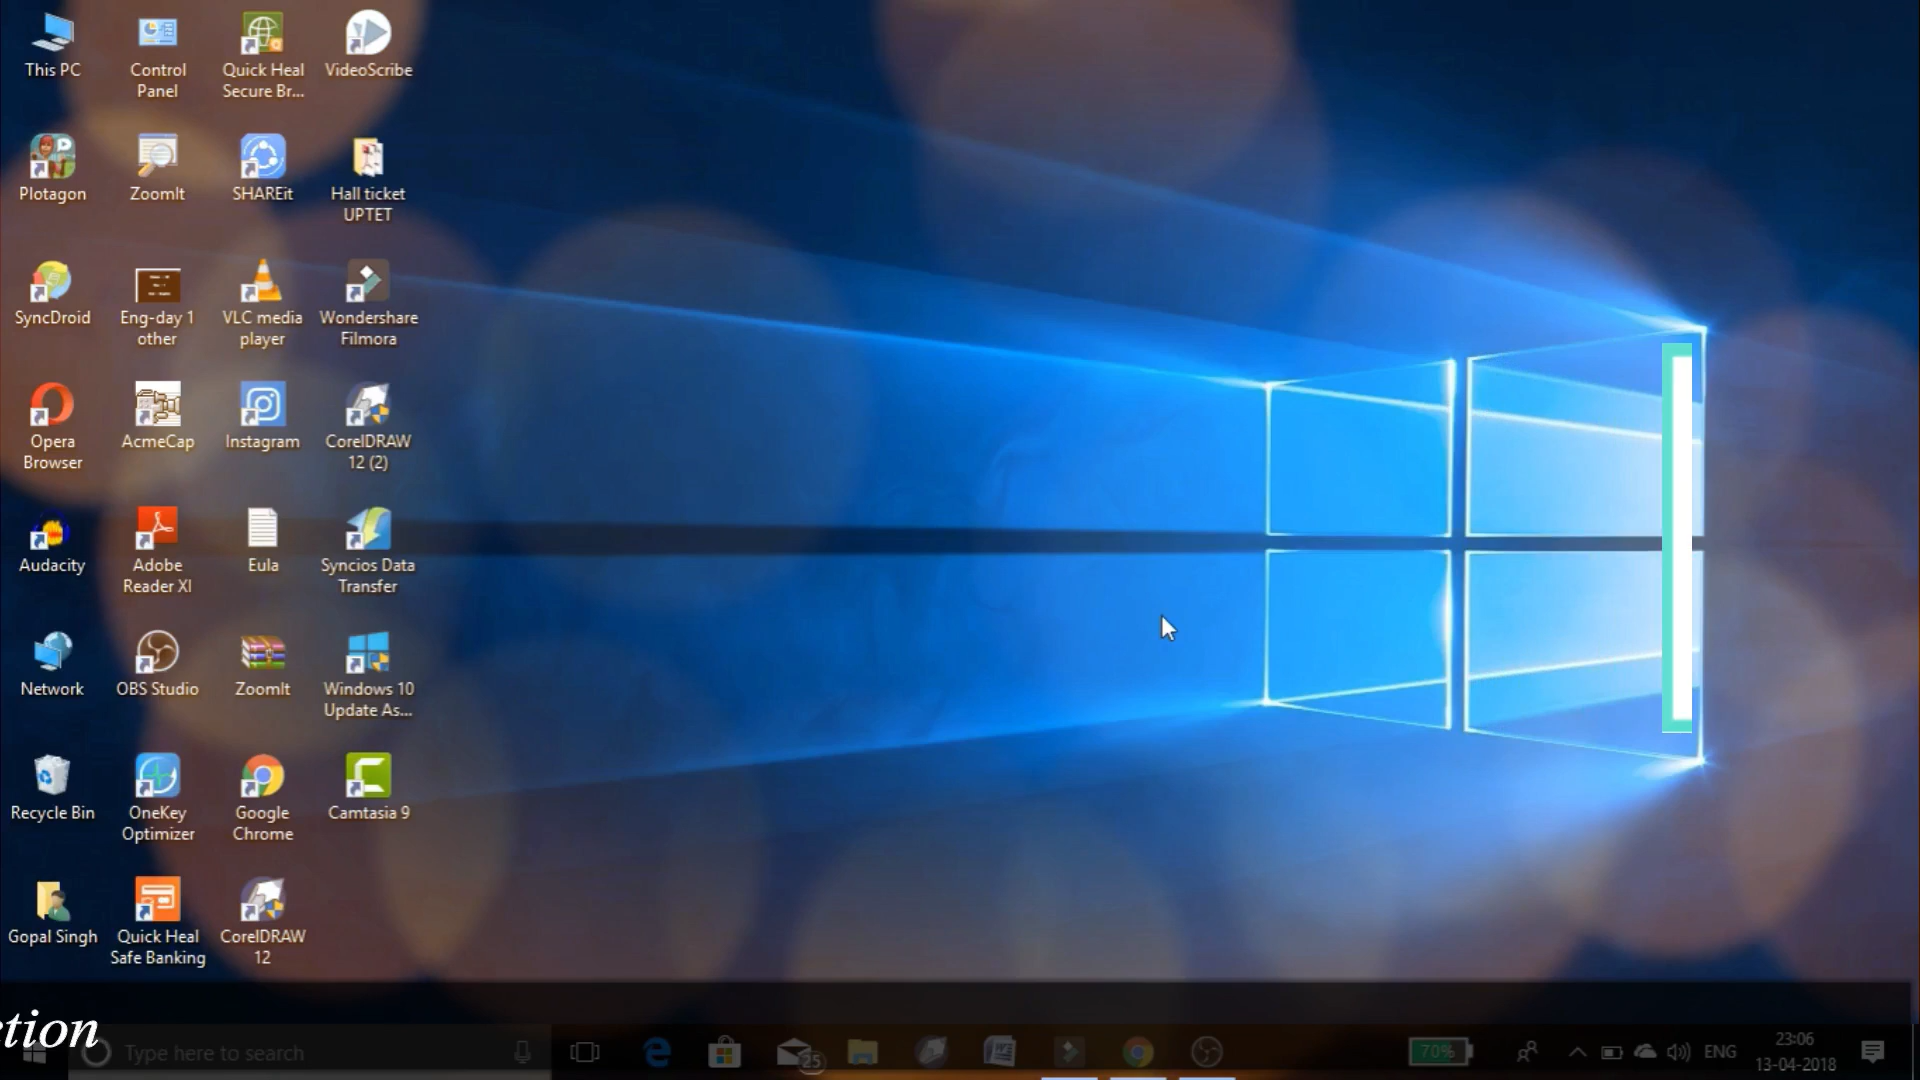 This PC
Control
Panel
Quick Heal
Secure Br...
VideoScribe
Plotagon
ZoomIt
SHAREit
Hall ticket
UPTET
SyncDroid
Eng-day 1
other
VLC media
player
Wondershare
Filmora
Opera
Browser
AcmeCap
Instagram
CorelDRAW
12 (2)
Audacity
Adobe
Reader XI
Eula
Syncios Data
Transfer
Network
OBS Studio
ZoomIt
Windows 10
Update As...
Recycle Bin
OneKey
Optimizer
Google
Chrome
Camtasia 9
Gopal Singh
Quick Heal
Safe Banking
CorelDRAW
12
ction
Type here to search
25
70%
ENG
23:06
13-04-2018